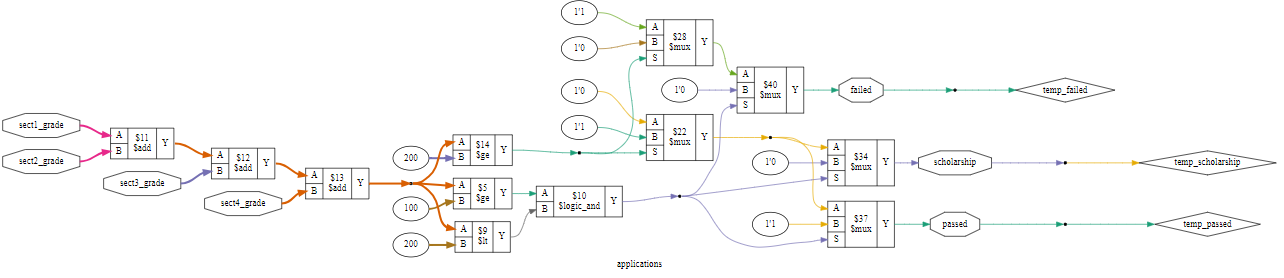 1'1
A
B
S
$28
$mux
Y
1'0
1'0
A
B
S
$40
$mux
Y
failed
temp_failed
1'0
1'1
A
B
S
$22
$mux
Y
sect1_grade
sect2_grade
A
B
$11
$add
Y
A
B
$12
$add
Y
sect3_grade
A
B
$13
$add
Y
sect4_grade
200
A
B
$14
$ge
Y
100
A
B
$5
$ge
Y
200
A
B
$9
$lt
Y
A
B
$10
$logic_and
Y
1'0
A
B
S
$34
$mux
Y
scholarship
temp_scholarship
1'1
A
B
S
$37
$mux
Y
passed
temp_passed
applications